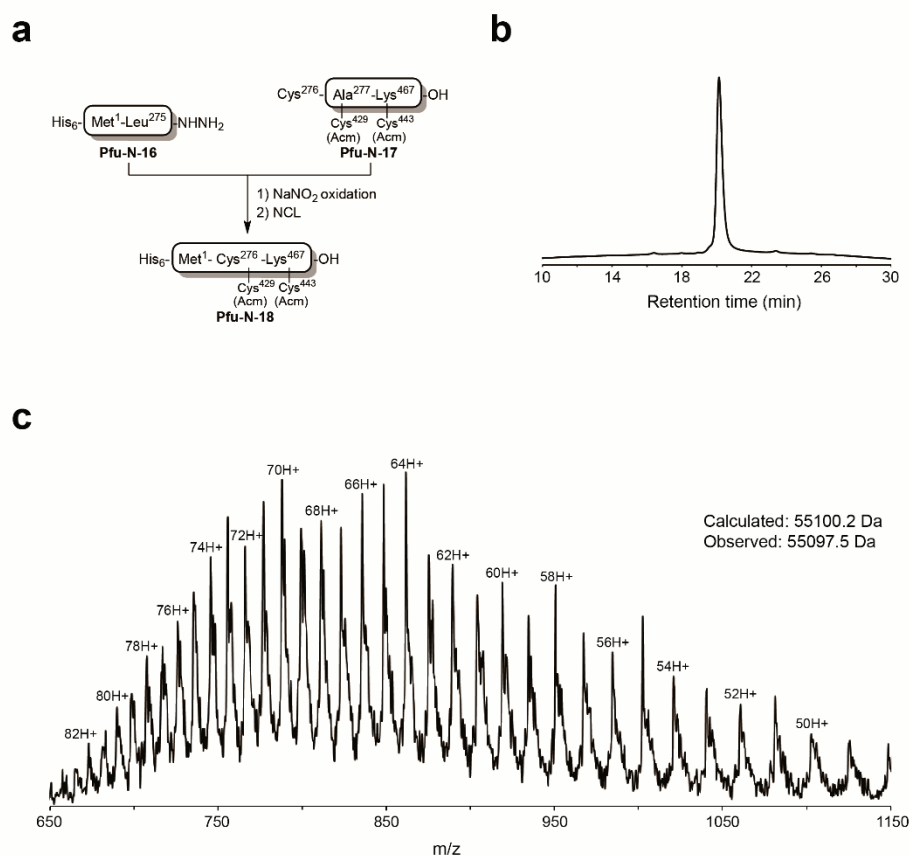 a
His₆- Met¹-Leu²⁷⁵ -NHNH₂
Pfu-N-16
Cys²⁷⁶- Ala²⁷⁷-Lys⁴⁶⁷ -OH
Cys⁴²⁹ Cys⁴⁴³
(Acm) (Acm)
Pfu-N-17
1) NaNO₂ oxidation
2) NCL
His₆- Met¹- Cys²⁷⁶ -Lys⁴⁶⁷ -OH
Cys⁴²⁹ Cys⁴⁴³
(Acm) (Acm)
Pfu-N-18
b
10 14 18 22 26 30
Retention time (min)
c
82H+
80H+
78H+
76H+
74H+
72H+
70H+
68H+
66H+
64H+
62H+
60H+
58H+
56H+
54H+
52H+
50H+
Calculated: 55100.2 Da
Observed: 55097.5 Da
650 750 850 950 1050 1150
m/z